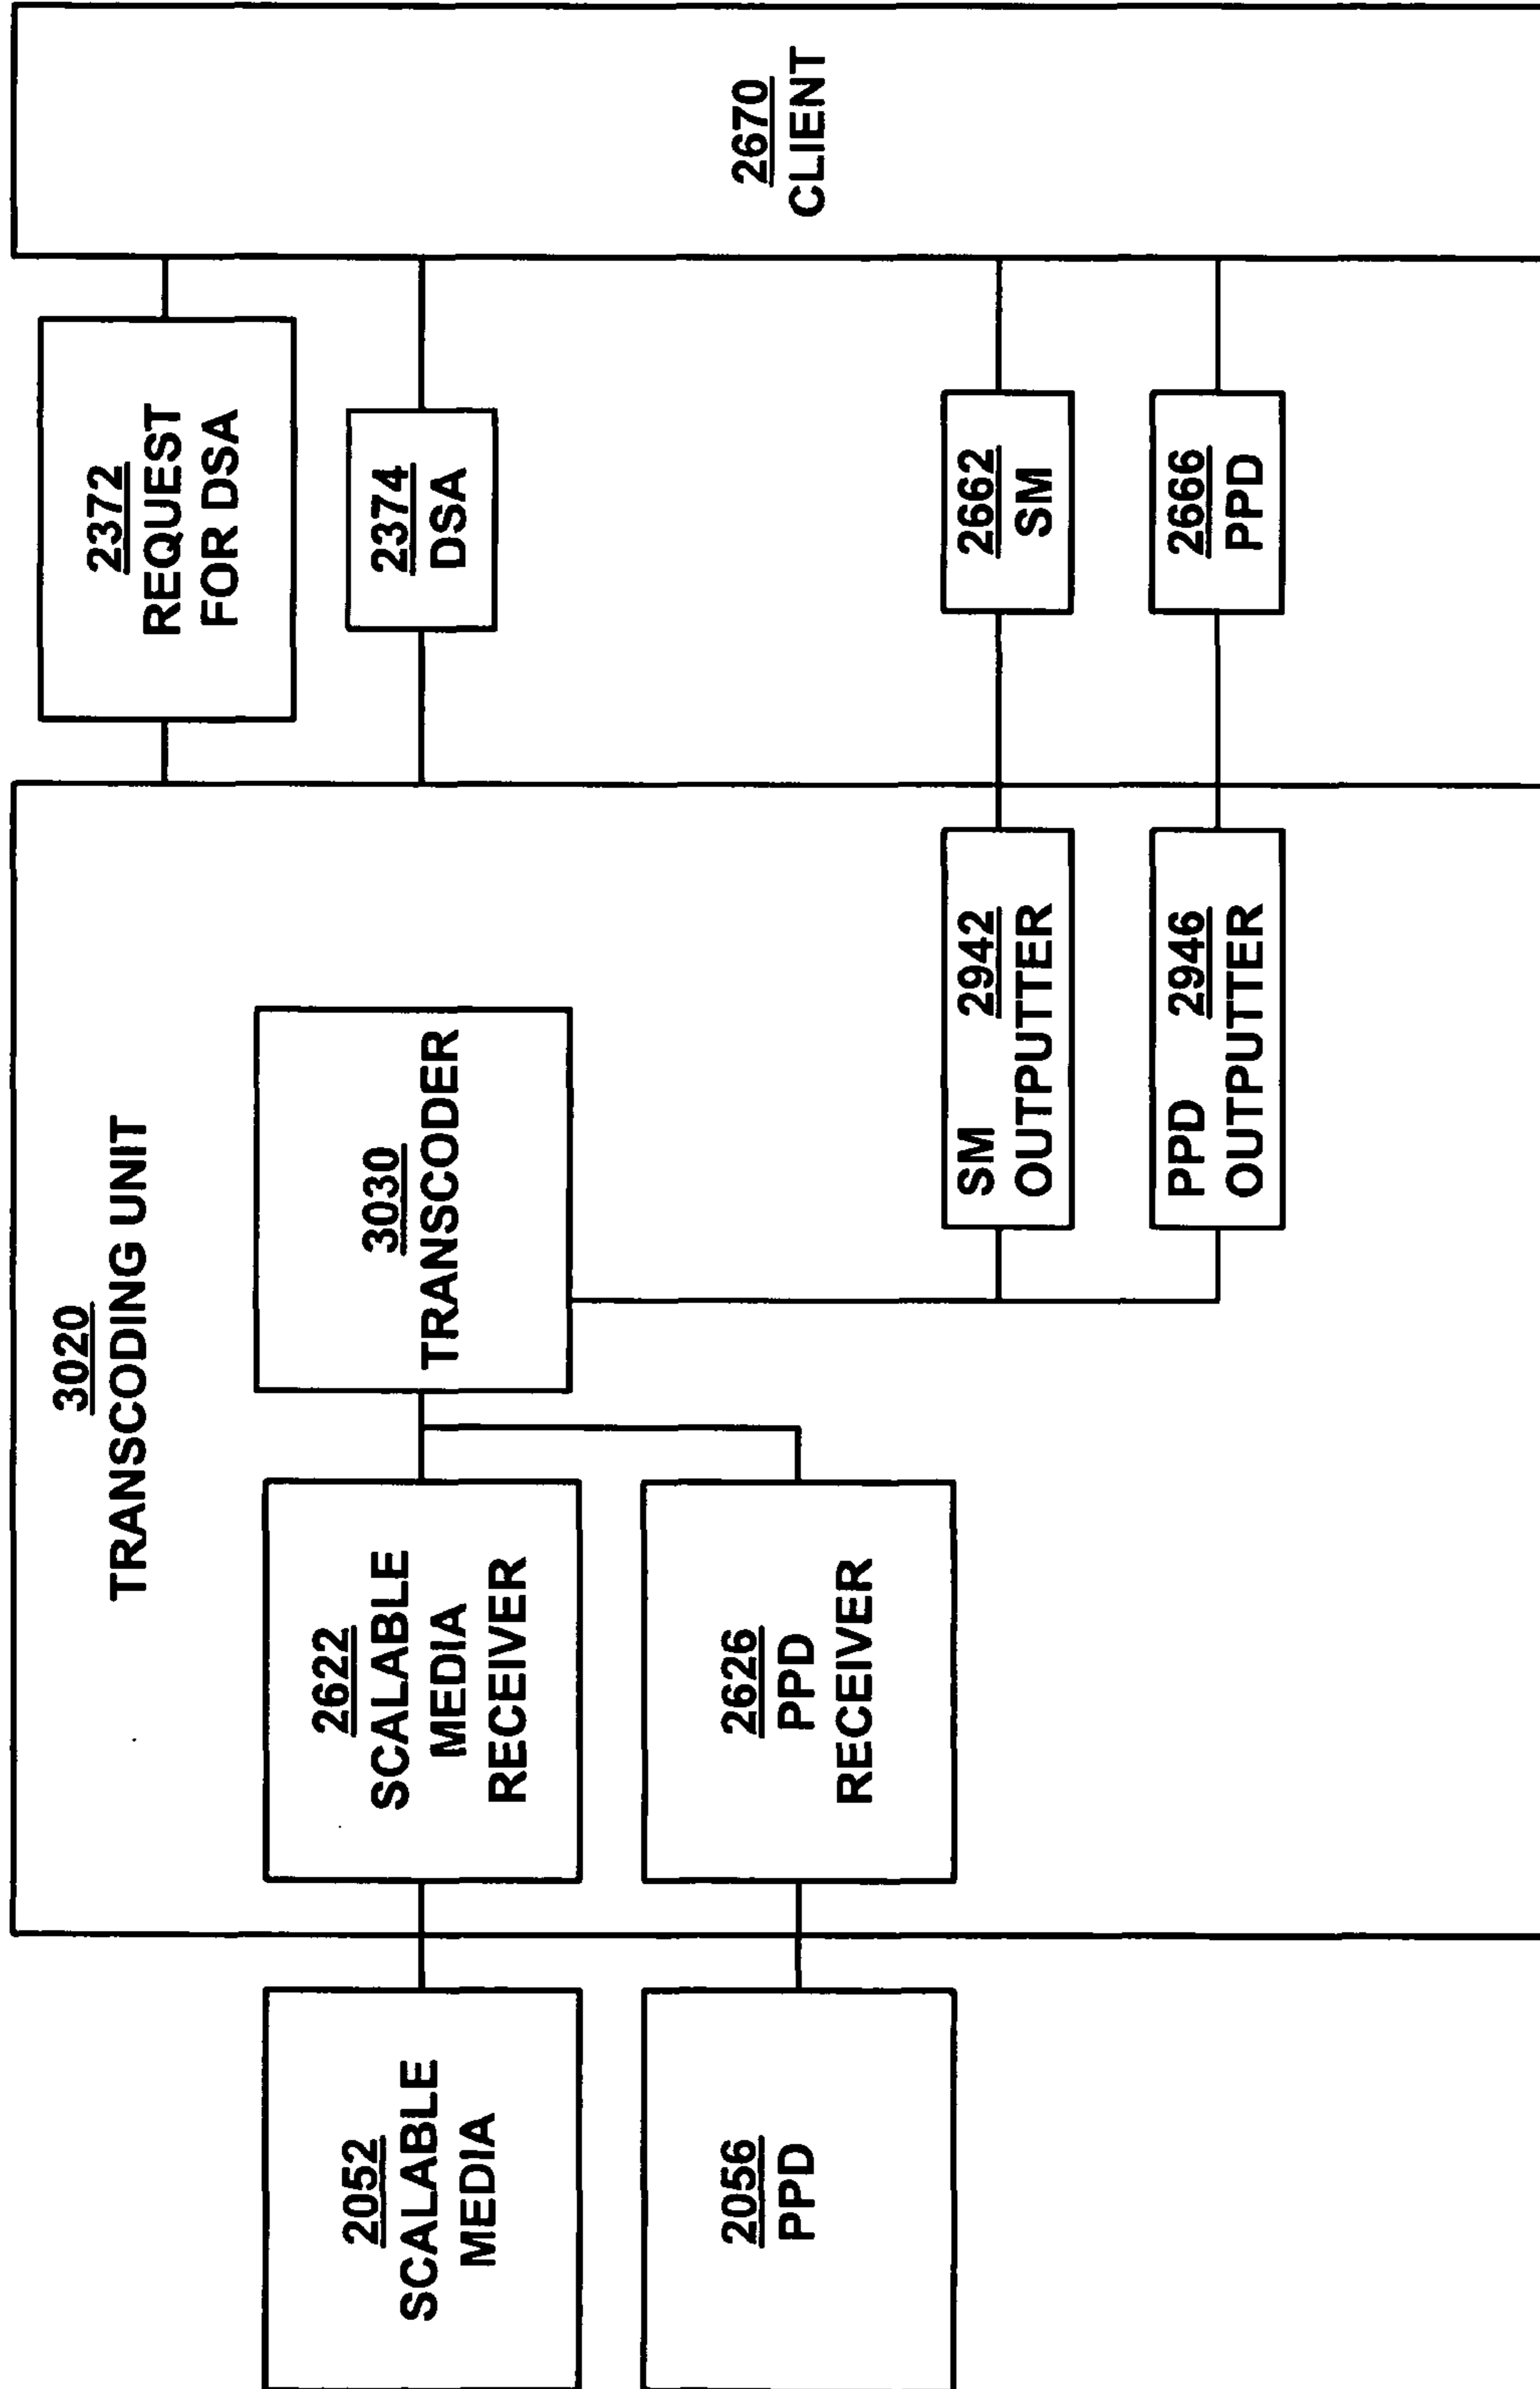 3020
TRANSCODING UNIT
2052
SCALABLE
MEDIA
2056
PPD
2622
SCALABLE
MEDIA
RECEIVER
2626
PPD
RECEIVER
3030
TRANSCODER
SM 2942
OUTPUTTER
PPD 2946
OUTPUTTER
2372
REQUEST
FOR DSA
2374
DSA
2662
SM
2666
PPD
2670
CLIENT